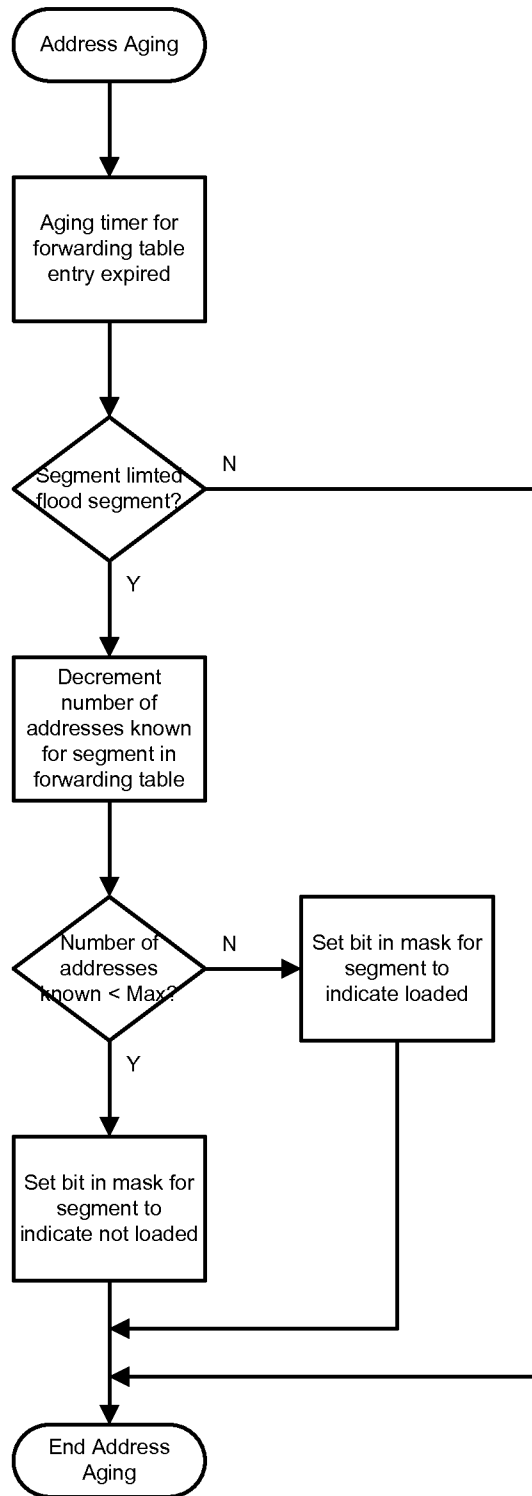 Address Aging
Aging timer for
forwarding table
entry expired
Segment limted
flood segment?
N
Y
Decrement
number of
addresses known
for segment in
forwarding table
Number of
addresses
known < Max?
N
Set bit in mask for
segment to
indicate loaded
Y
Set bit in mask for
segment to
indicate not loaded
End Address
Aging